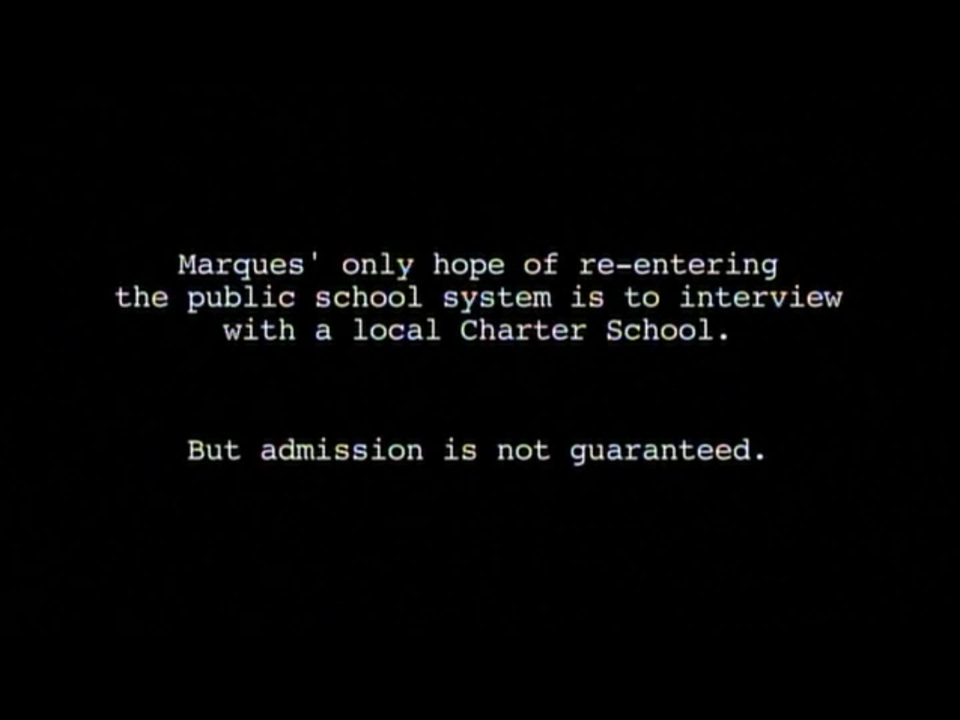 Marques' only hope of re-entering
the public school system is to interview
with a local Charter School.
But admission is not guaranteed.